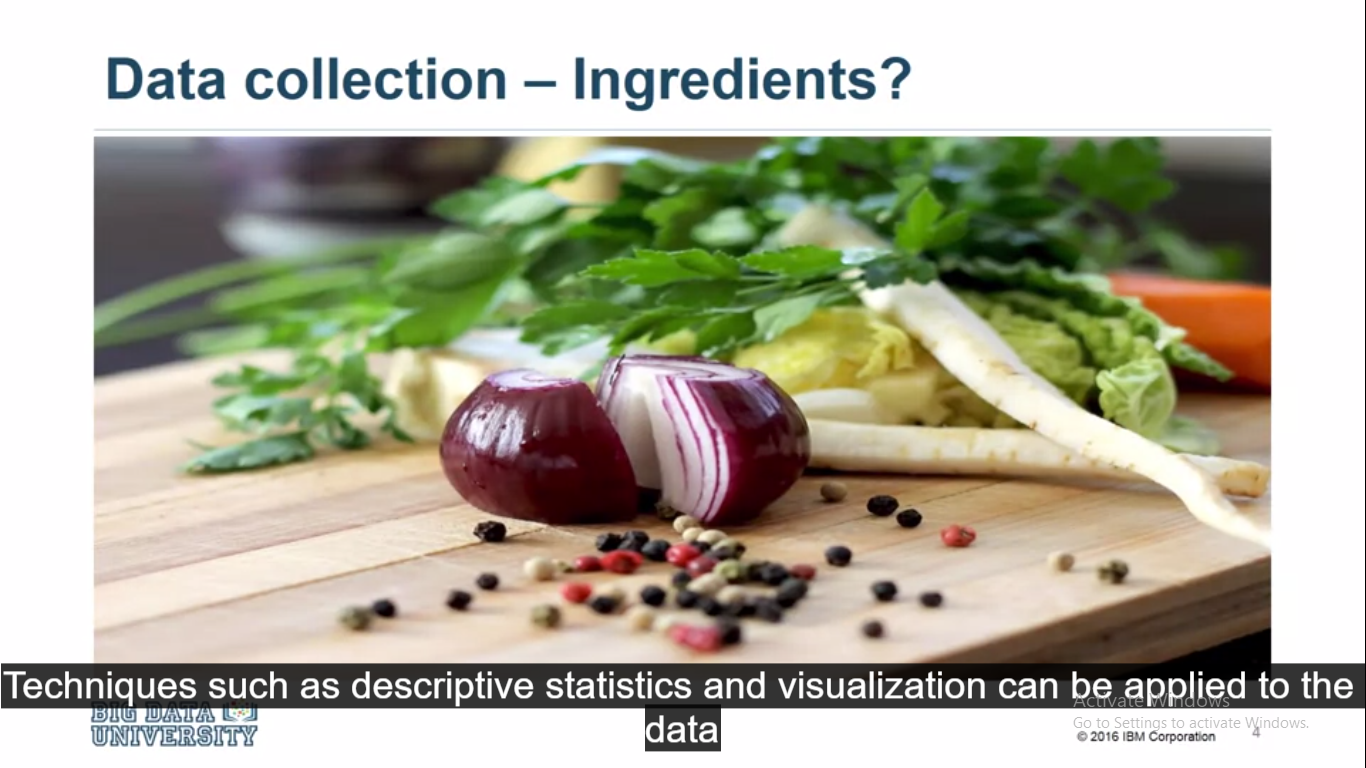 Data collection – Ingredients?
Techniques such as descriptive statistics and visualization can be applied to the
data
BIG DATA
UNIVERSITY
Activate Windows
Go to Settings to activate Windows.
© 2016 IBM Corporation
4